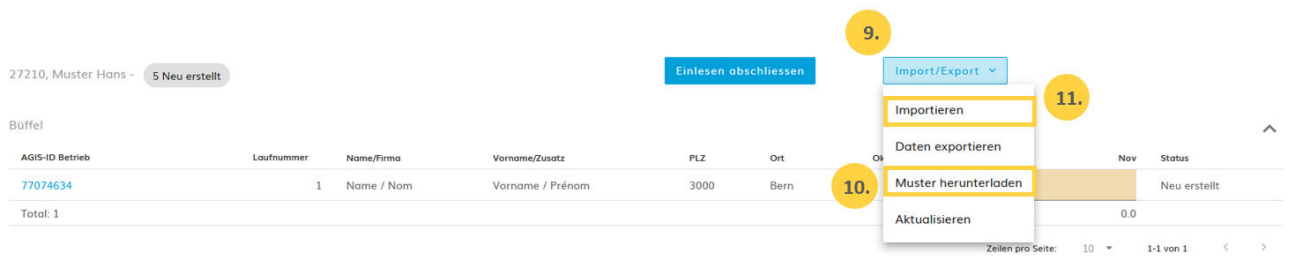 9.
27210, Muster Hans - 5 Neu erstellt
Einlesen abschliessen
Import/Export
11.
Importieren
Büffel
Daten exportieren
AGIS-ID Betrieb Laufnummer Name/Firma Vorname/Zusatz PLZ Ort Ok Nov Status
77074634 1 Name / Nom Vorname / Prénom 3000 Bern Neu erstellt
10. Muster herunterladen
Total: 1 0.0
Aktualisieren
Zeilen pro Seite: 10 1-1 von 1